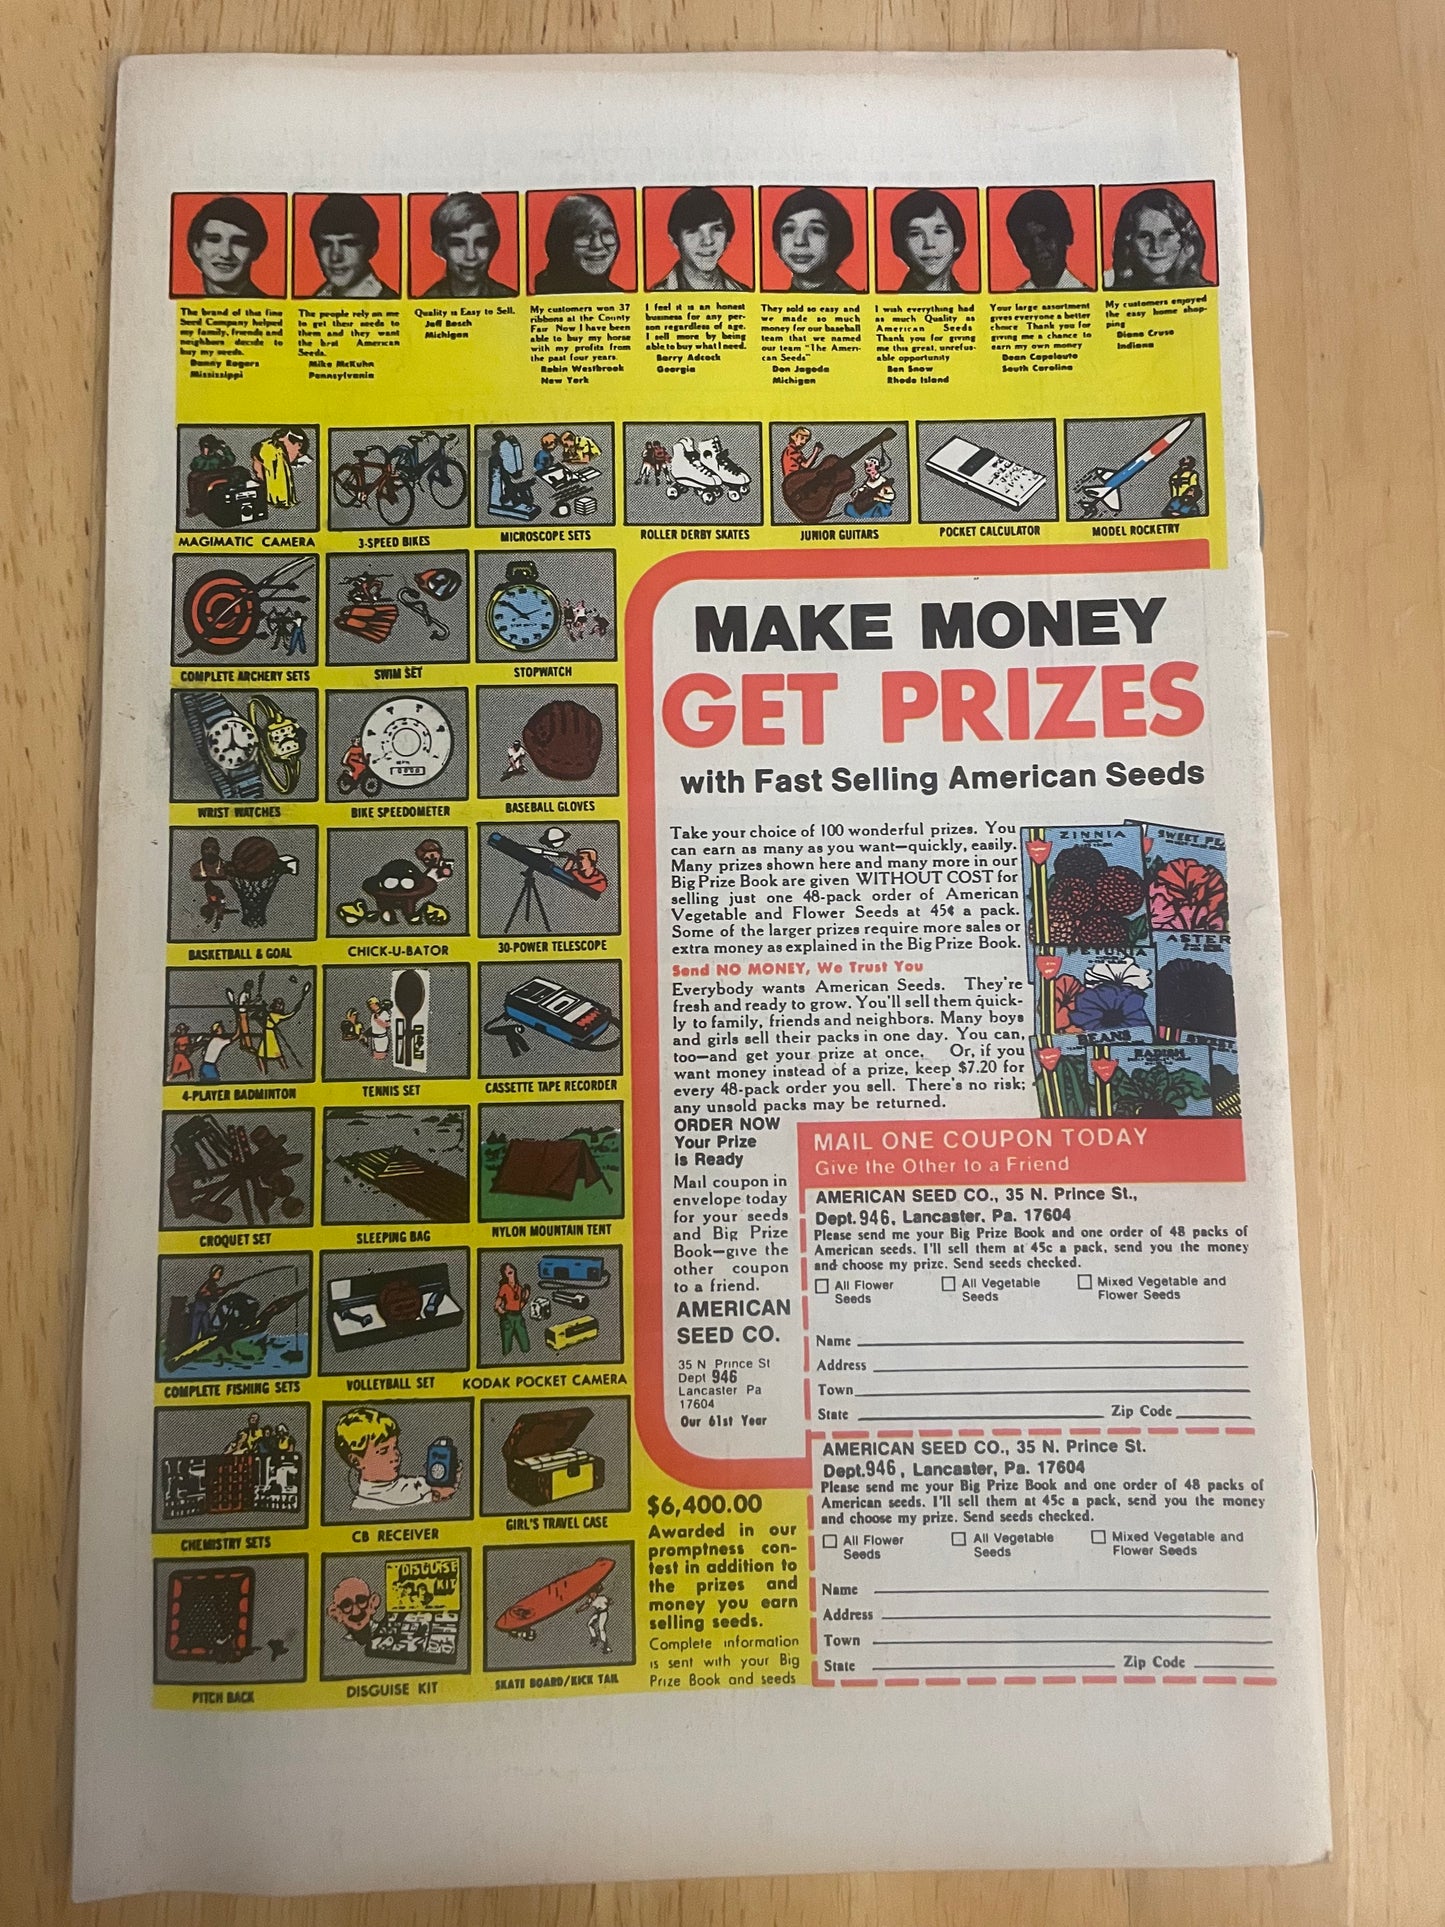 The brand of this fine
Seed Company helped
my family, friends and
neighbors decide to
buy my seeds.
Danny Rogers
Mississippi
The people rely on me
to get their seeds to
them and they want
the best American
Seeds.
Mike McKuhn
Pennsylvania
Quality is Easy to Sell.
Jeff Besch
Michigan
My customers won 37
ribbons at the County
Fair Now I have been
able to buy my horse
with my profits from
the past four years.
Robin Westbrook
New York
I feel it is an honest
business for any per-
son regardless of age.
I sell more by being
able to buy what I need.
Barry Adcock
Georgia
They sold so easy and
we made so much
money for our baseball
team that we named
our team "The Ameri-
can Seeds"
Don Jagoda
Michigan
I wish everything had
as much Quality as
American Seeds
Thank you for giving
me this great, unrefus-
able opportunity
Ben Snow
Rhode Island
Your large assortment
gives everyone a better
choice Thank you for
giving me a chance to
earn my own money
Dean Capelouto
South Carolina
My customers enjoyed
the easy home shop-
ping
Diane Cruse
Indiana
MAGIMATIC CAMERA
3-SPEED BIKES
MICROSCOPE SETS
ROLLER DERBY SKATES
JUNIOR GUITARS
POCKET CALCULATOR
MODEL ROCKETRY
COMPLETE ARCHERY SETS
SWIM SET
STOPWATCH
WRIST WATCHES
BIKE SPEEDOMETER
BASEBALL GLOVES
BASKETBALL & GOAL
CHICK-U-BATOR
30-POWER TELESCOPE
4-PLAYER BADMINTON
TENNIS SET
CASSETTE TAPE RECORDER
CROQUET SET
SLEEPING BAG
NYLON MOUNTAIN TENT
COMPLETE FISHING SETS
VOLLEYBALL SET
KODAK POCKET CAMERA
CHEMISTRY SETS
CB RECEIVER
GIRL'S TRAVEL CASE
PITCH BACK
DISGUISE
KIT
DISGUISE KIT
SKATE BOARD/KICK TAIL
MAKE MONEY
GET PRIZES
with Fast Selling American Seeds
Take your choice of 100 wonderful prizes. You
can earn as many as you want—quickly, easily.
Many prizes shown here and many more in our
Big Prize Book are given WITHOUT COST for
selling just one 48-pack order of American
Vegetable and Flower Seeds at 45¢ a pack.
Some of the larger prizes require more sales or
extra money as explained in the Big Prize Book.
Send NO MONEY, We Trust You
Everybody wants American Seeds. They're
fresh and ready to grow. You'll sell them quick-
ly to family, friends and neighbors. Many boys
and girls sell their packs in one day. You can,
too—and get your prize at once. Or, if you
want money instead of a prize, keep $7.20 for
every 48-pack order you sell. There's no risk;
any unsold packs may be returned.
ZINNIA
SWEET PE
PETUNIA
ASTER
BEANS
RADISH
SWEET
ORDER NOW
Your Prize
Is Ready
Mail coupon in
envelope today
for your seeds
and Big Prize
Book—give the
other coupon
to a friend.
AMERICAN
SEED CO.
35 N Prince St
Dept 946
Lancaster Pa
17604
Our 61st Year
MAIL ONE COUPON TODAY
Give the Other to a Friend
AMERICAN SEED CO., 35 N. Prince St.,
Dept. 946, Lancaster, Pa. 17604
Please send me your Big Prize Book and one order of 48 packs of
American seeds. I'll sell them at 45c a pack, send you the money
and choose my prize. Send seeds checked.
All Flower
Seeds
All Vegetable
Seeds
Mixed Vegetable and
Flower Seeds
Name
Address
Town
State Zip Code
AMERICAN SEED CO., 35 N. Prince St.
Dept. 946, Lancaster, Pa. 17604
Please send me your Big Prize Book and one order of 48 packs of
American seeds. I'll sell them at 45c a pack, send you the money
and choose my prize. Send seeds checked.
All Flower
Seeds
All Vegetable
Seeds
Mixed Vegetable and
Flower Seeds
Name
Address
Town
State Zip Code
$6,400.00
Awarded in our
promptness con-
test in addition to
the prizes and
money you earn
selling seeds.
Complete information
is sent with your Big
Prize Book and seeds